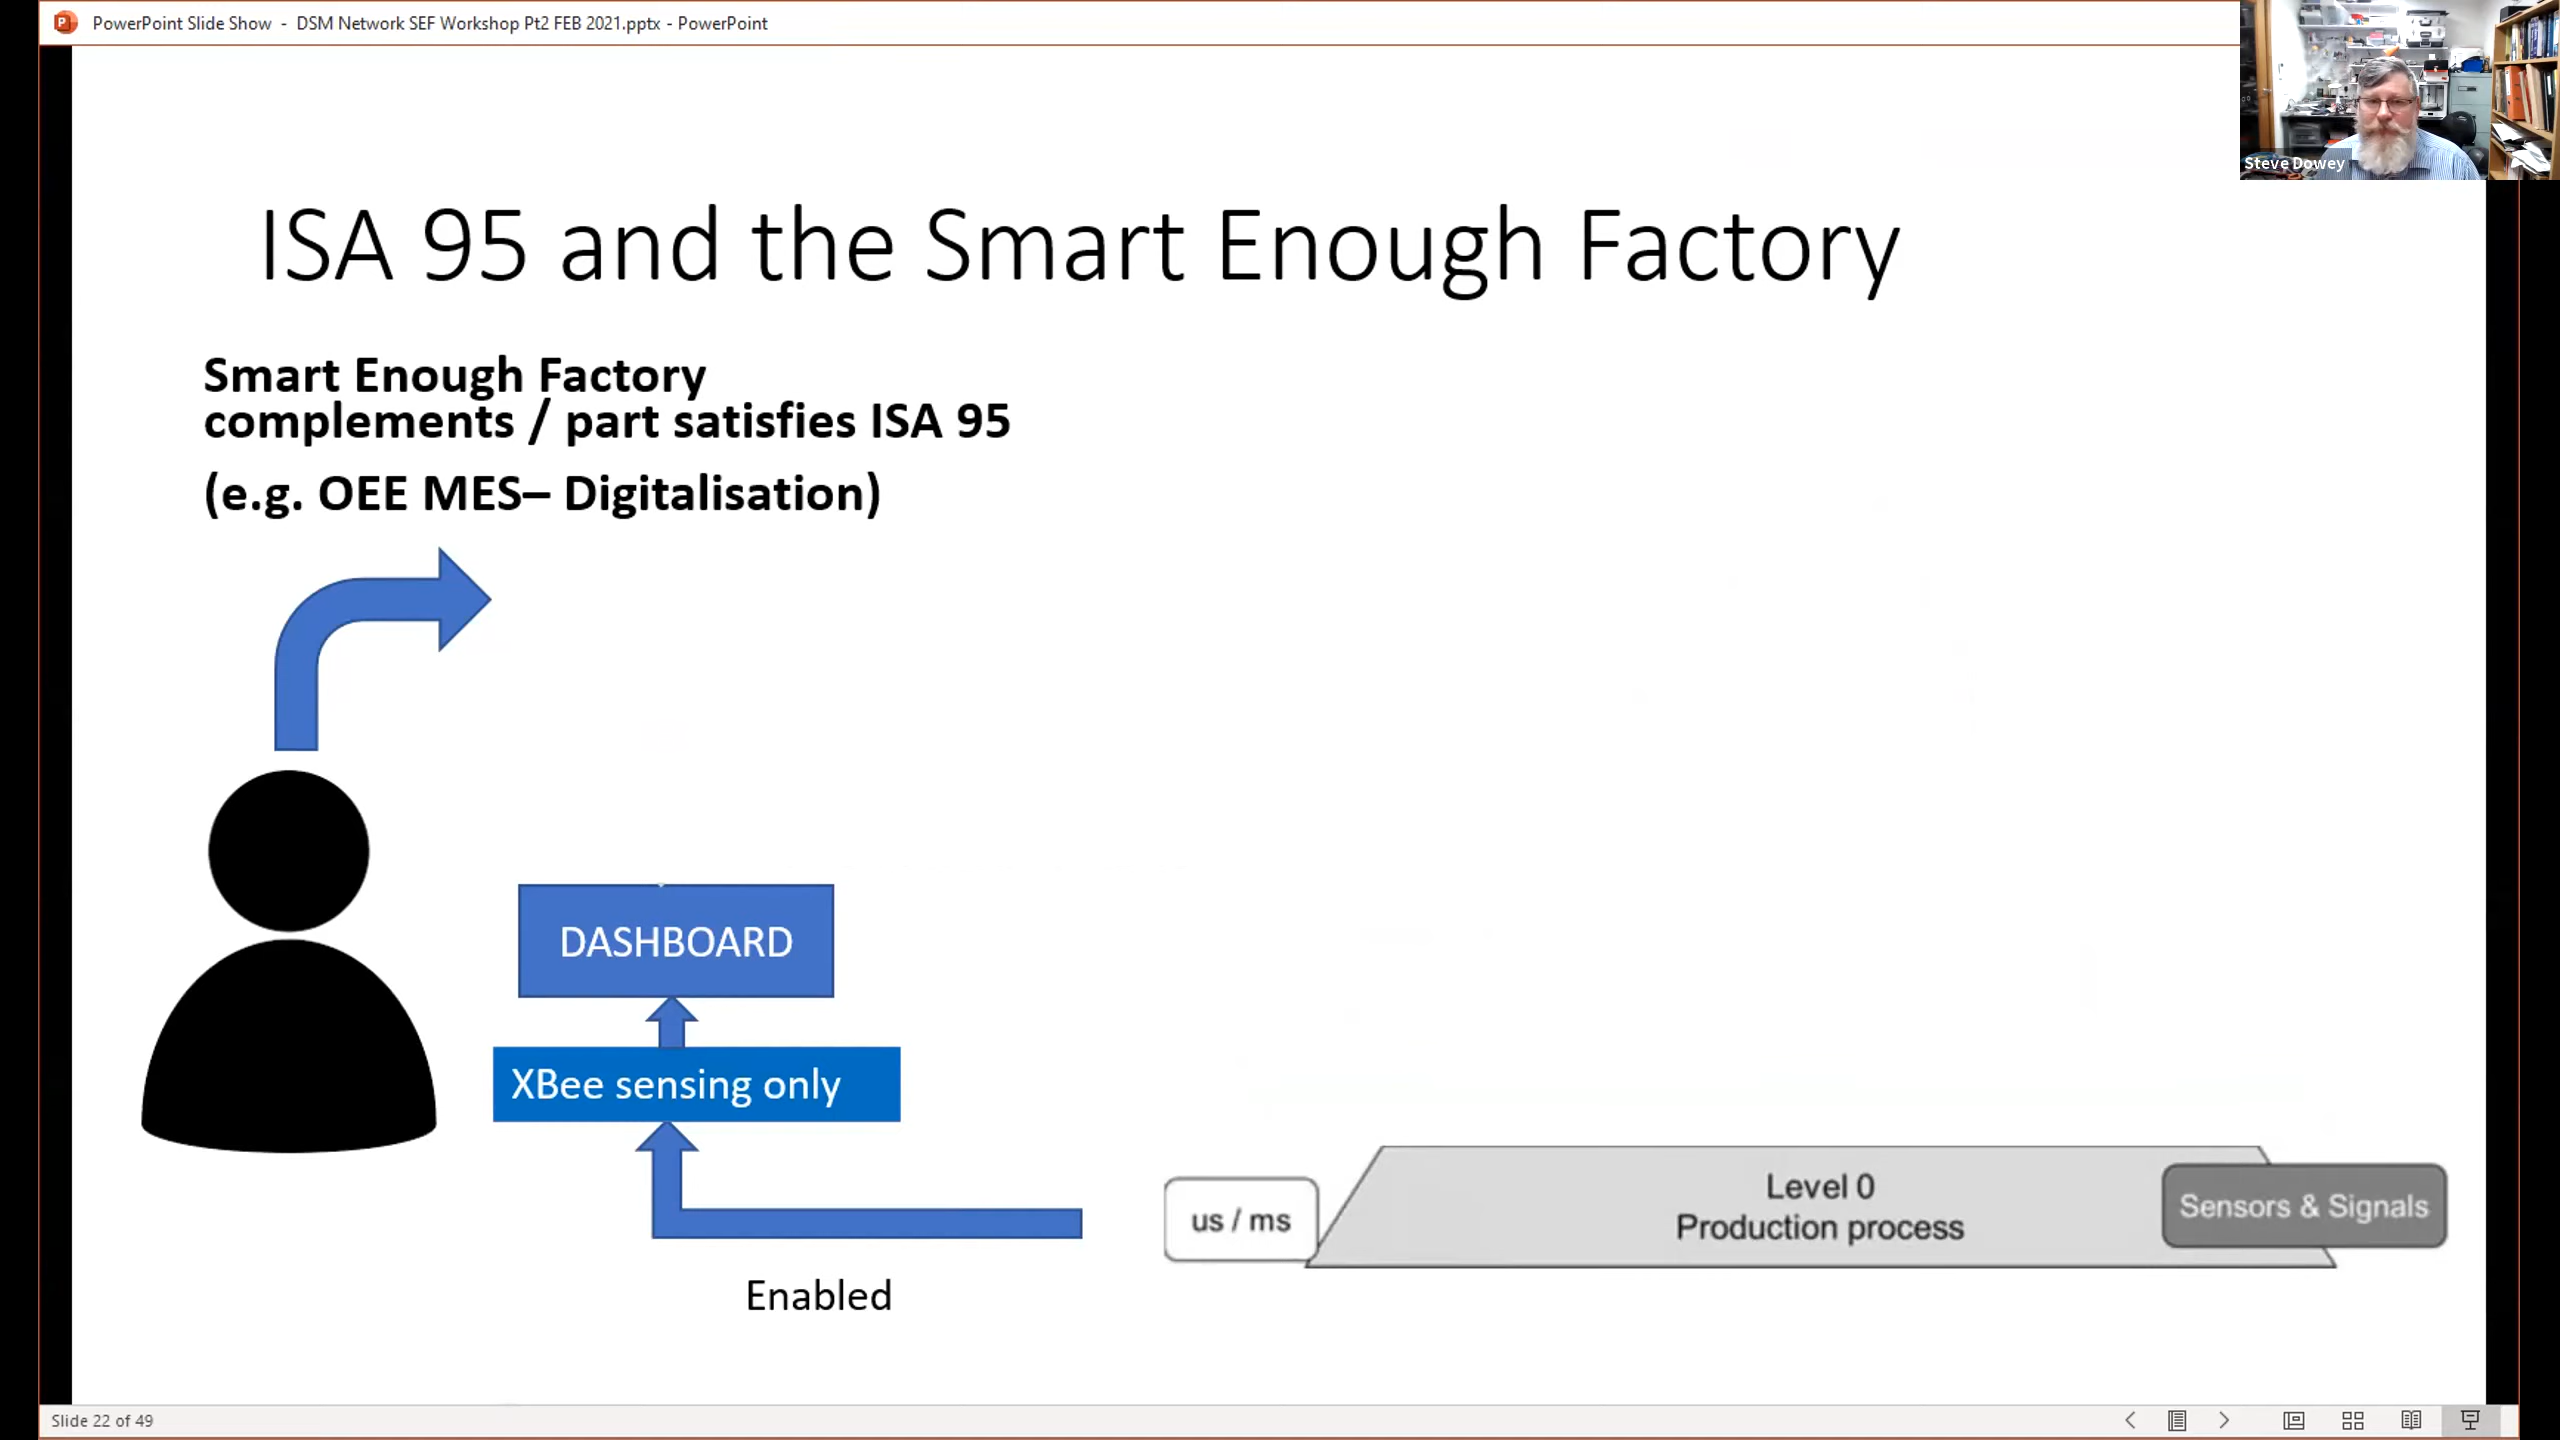 PowerPoint Slide Show - DSM Network SEF Workshop Pt2 FEB 2021.pptx - PowerPoint
Steve Dowey
ISA 95 and the Smart Enough Factory
Smart Enough Factory
complements / part satisfies ISA 95
(e.g. OEE MES– Digitalisation)
DASHBOARD
XBee sensing only
Enabled
us / ms
Level 0
Production process
Sensors & Signals
Slide 22 of 49